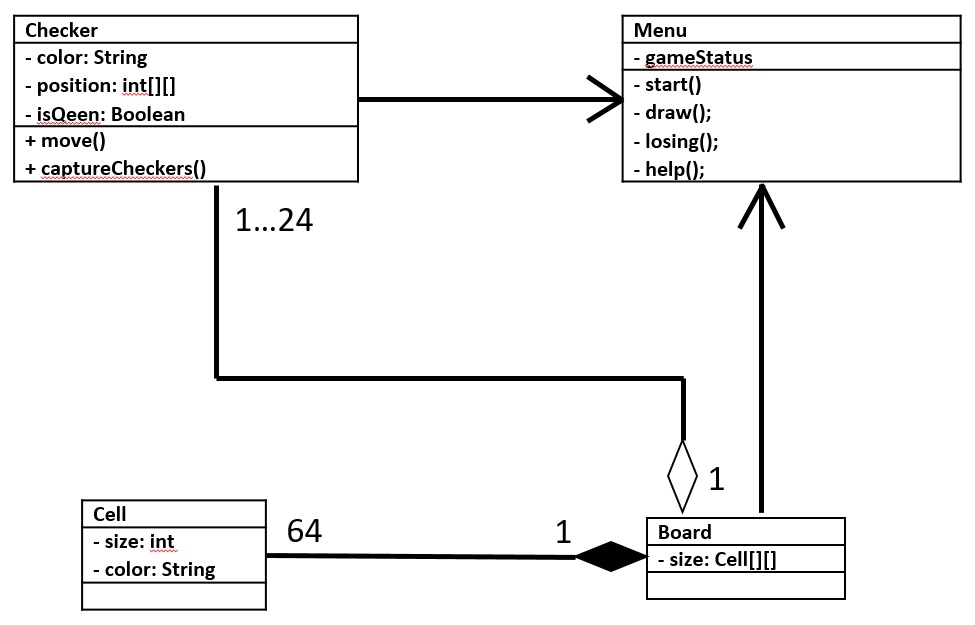 Checker
- color: String
- position: int[][]
- isQeen: Boolean
+ move()
+ captureCheckers()
Menu
- gameStatus
- start()
- draw();
- losing();
- help();
1...24
1
Cell
- size: int
- color: String
64
1
Board
- size: Cell[][]